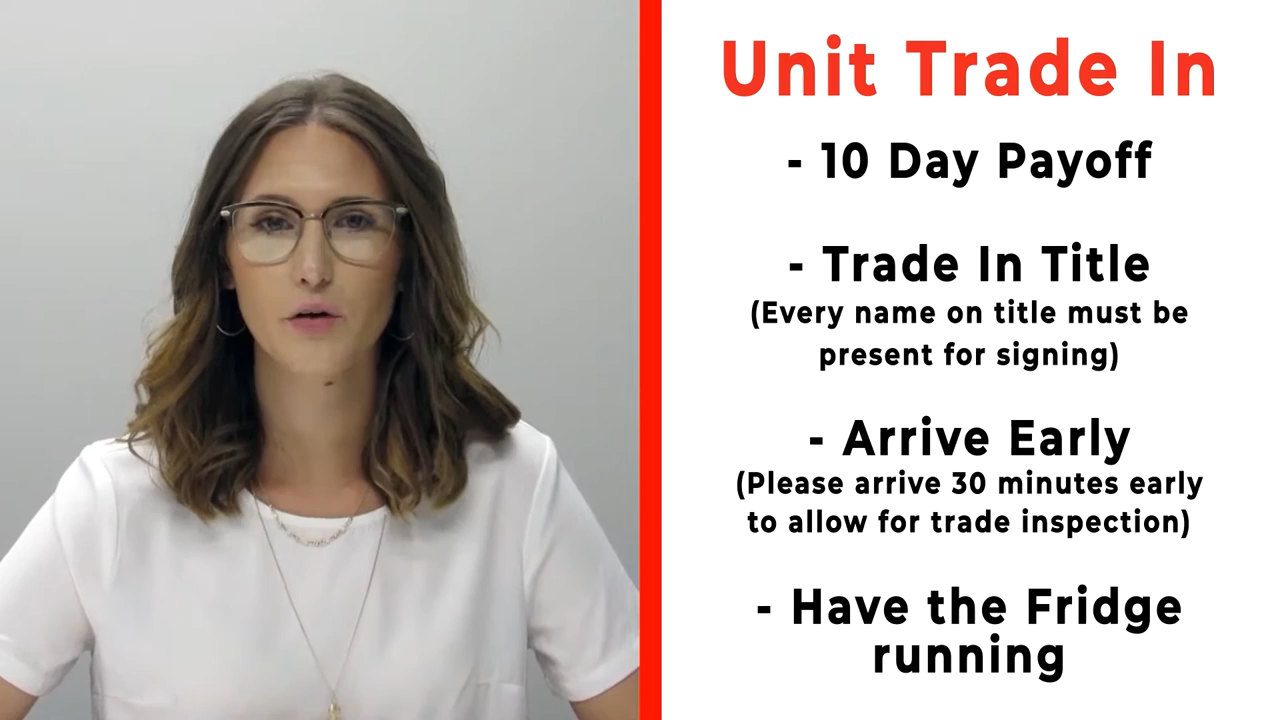 Unit Trade In
- 10 Day Payoff
- Trade In Title
(Every name on title must be
present for signing)
- Arrive Early
(Please arrive 30 minutes early
to allow for trade inspection)
- Have the Fridge
running